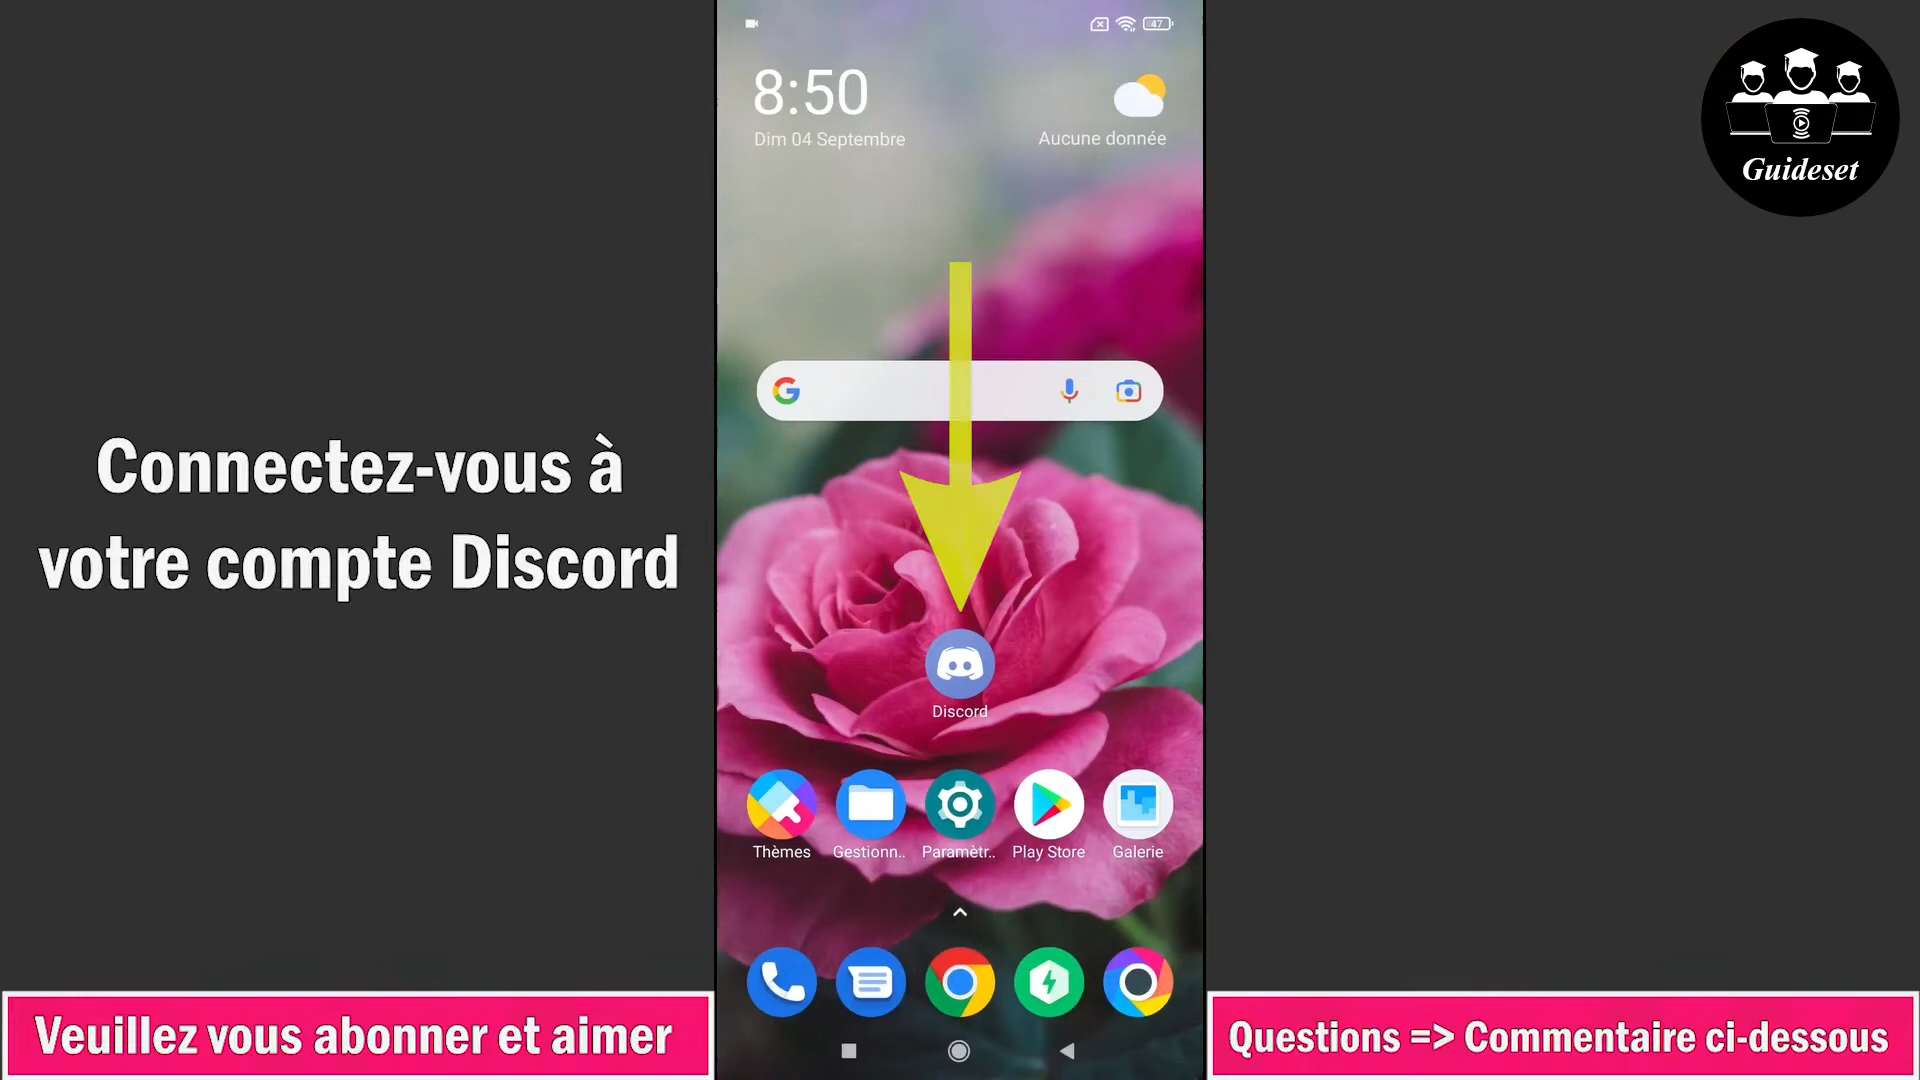 47
8:50
Dim 04 Septembre
Aucune donnée
Guideset
Connectez-vous à
votre compte Discord
Discord
Thèmes
Gestionn..
Paramètr..
Play Store
Galerie
Veuillez vous abonner et aimer
Questions => Commentaire ci-dessous